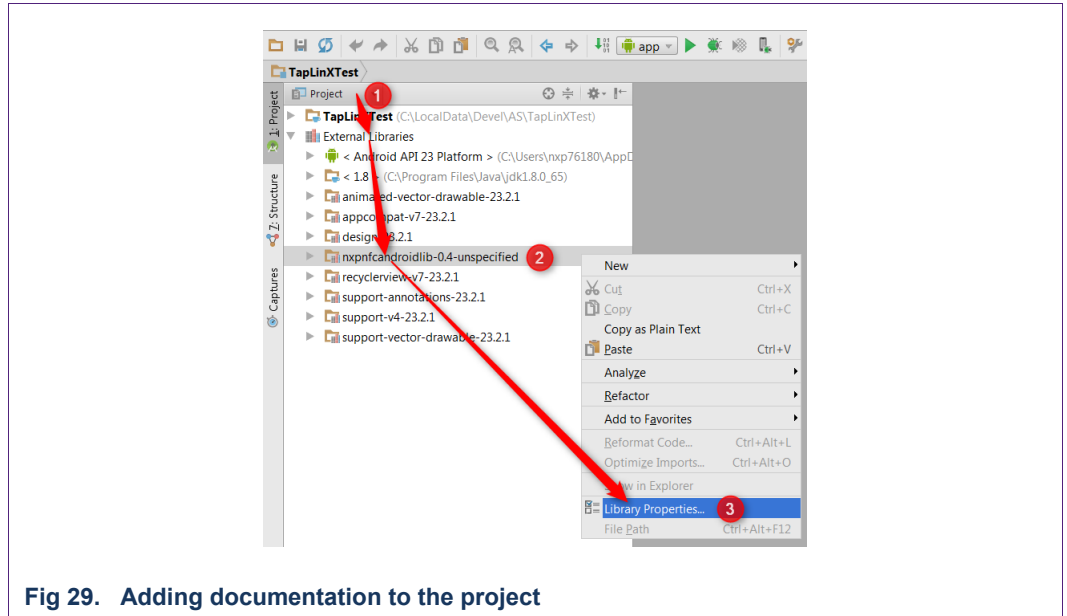 app
TapLinXTest
Project
1
1: Project
TapLinXTest (C:\LocalData\Devel\AS\TapLinXTest)
External Libraries
< Android API 23 Platform > (C:\Users\nxp76180\AppD
< 1.8 > (C:\Program Files\Java\jdk1.8.0_65)
animated-vector-drawable-23.2.1
appcompat-v7-23.2.1
Z: Structure
design-23.2.1
nxpnfcandroidlib-0.4-unspecified
2
recyclerview-v7-23.2.1
Captures
support-annotations-23.2.1
support-v4-23.2.1
support-vector-drawable-23.2.1
New
Cut Ctrl+X
Copy Ctrl+C
Copy as Plain Text
Paste Ctrl+V
Analyze
Refactor
Add to Favorites
Reformat Code... Ctrl+Alt+L
Optimize Imports... Ctrl+Alt+O
in Explorer
Library Properties... 3
File Path Ctrl+Alt+F12
Fig 29. Adding documentation to the project